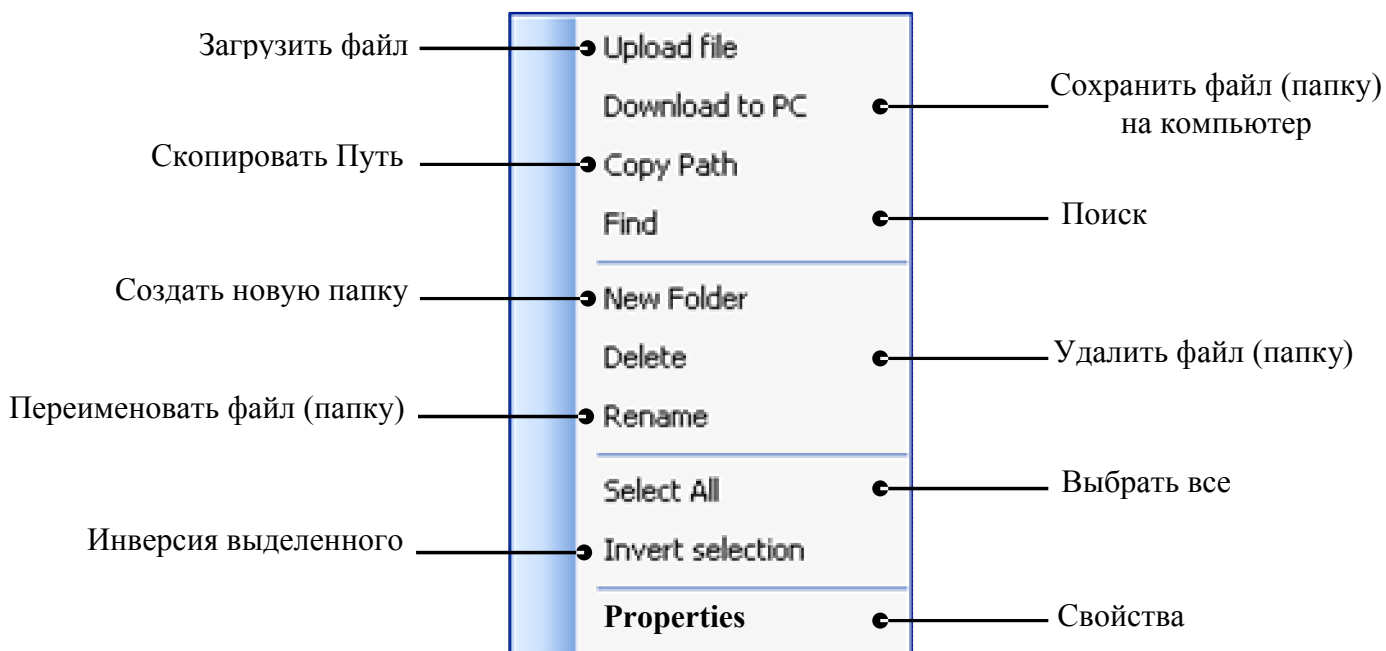 Загрузить файл
Upload file
Download to PC
Сохранить файл (папку)
на компьютер
Скопировать Путь
Copy Path
Find
Поиск
Создать новую папку
New Folder
Delete
Удалить файл (папку)
Переименовать файл (папку)
Rename
Select All
Выбрать все
Инверсия выделенного
Invert selection
Properties
Свойства